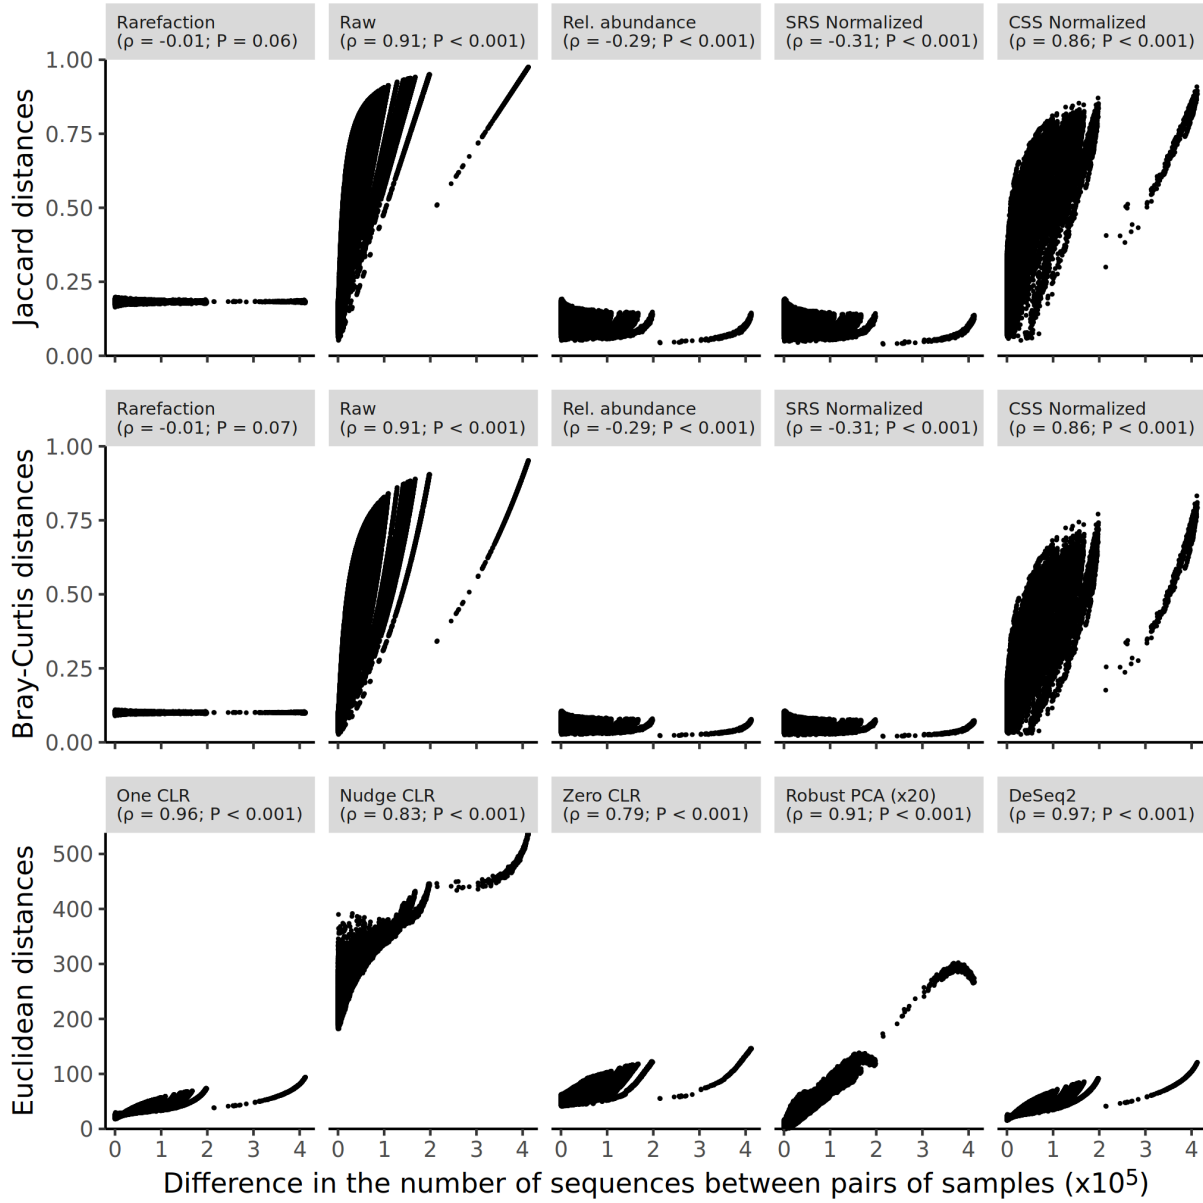 Rarefaction
(ρ = -0.01; P = 0.06)
Raw
(ρ = 0.91; P < 0.001)
Rel. abundance
(ρ = -0.29; P < 0.001)
SRS Normalized
(ρ = -0.31; P < 0.001)
CSS Normalized
(ρ = 0.86; P < 0.001)
Jaccard distances
1.00
0.75
0.50
0.25
0.00
Rarefaction
(ρ = -0.01; P = 0.07)
Raw
(ρ = 0.91; P < 0.001)
Rel. abundance
(ρ = -0.29; P < 0.001)
SRS Normalized
(ρ = -0.31; P < 0.001)
CSS Normalized
(ρ = 0.86; P < 0.001)
Bray-Curtis distances
1.00
0.75
0.50
0.25
0.00
One CLR
(ρ = 0.96; P < 0.001)
Nudge CLR
(ρ = 0.83; P < 0.001)
Zero CLR
(ρ = 0.79; P < 0.001)
Robust PCA (x20)
(ρ = 0.91; P < 0.001)
DeSeq2
(ρ = 0.97; P < 0.001)
Euclidean distances
500
400
300
200
100
0
0 1 2 3 4 0 1 2 3 4 0 1 2 3 4 0 1 2 3 4 0 1 2 3 4
Difference in the number of sequences between pairs of samples (x10⁵)